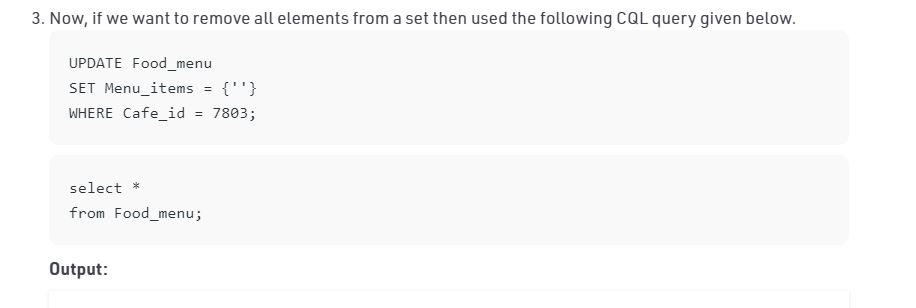 3. Now, if we want to remove all elements from a set then used the following CQL query given below.
UPDATE Food_menu
SET Menu_items = {''}
WHERE Cafe_id = 7803;
select *
from Food_menu;
Output: